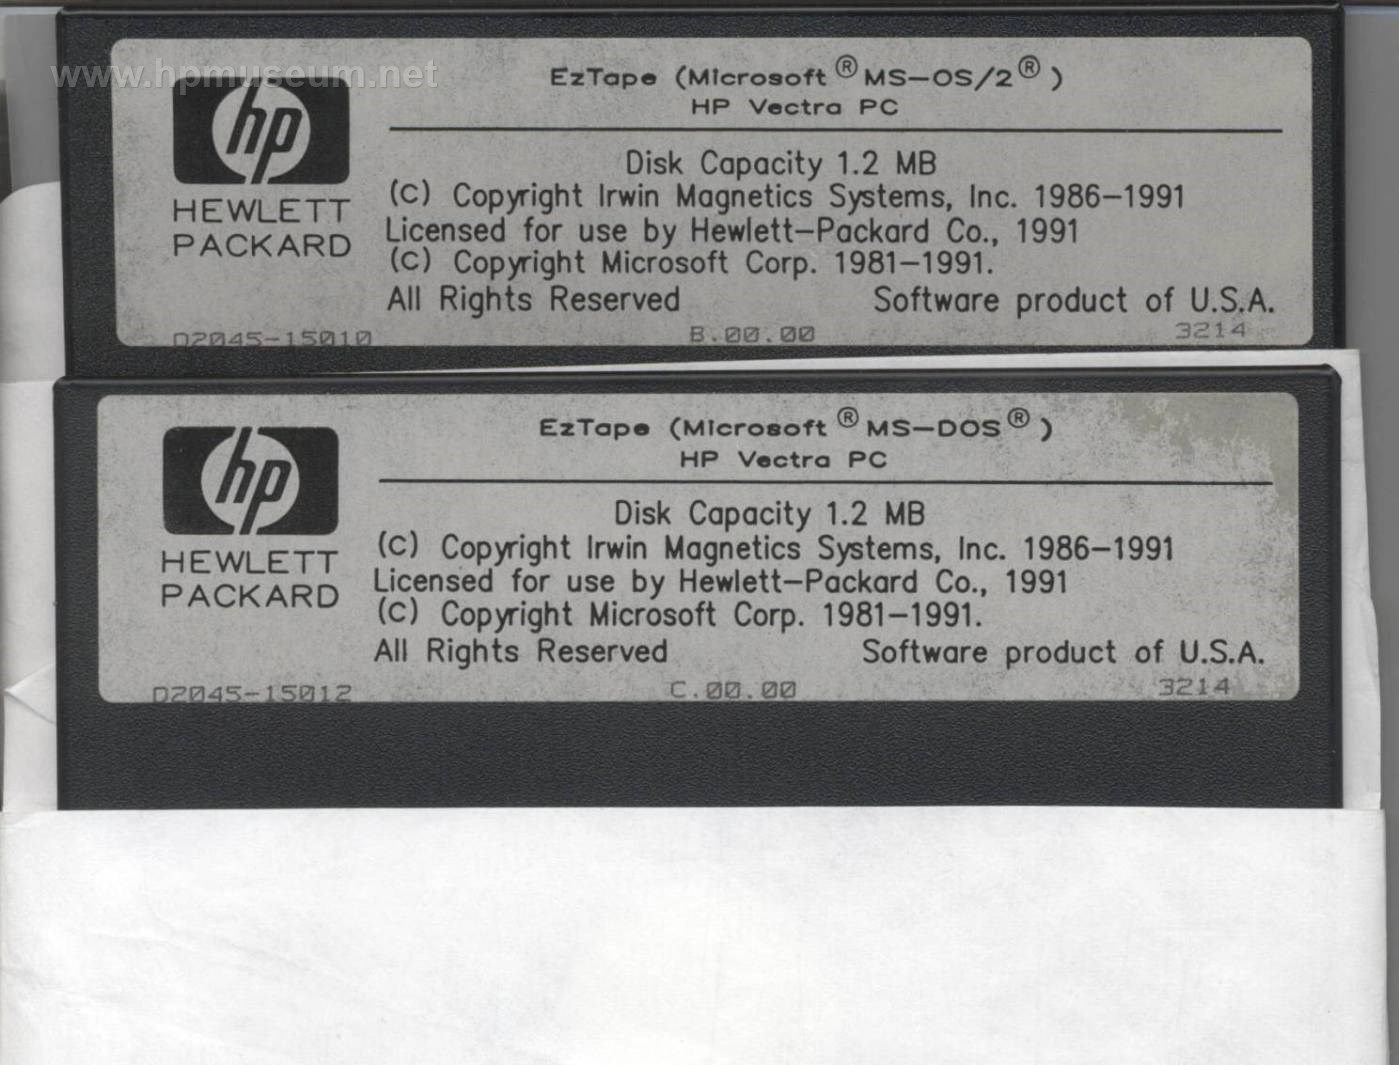 www.hpmuseum.net
EzTape (Microsoft ® MS-OS/2 ® )
HP Vectra PC
hp
HEWLETT
PACKARD
Disk Capacity 1.2 MB
(C) Copyright Irwin Magnetics Systems, Inc. 1986-1991
Licensed for use by Hewlett-Packard Co., 1991
(C) Copyright Microsoft Corp. 1981-1991.
All Rights Reserved Software product of U.S.A.
D2045-15010 B.00.00 3214
EzTape (Microsoft ® MS-DOS ® )
HP Vectra PC
hp
HEWLETT
PACKARD
Disk Capacity 1.2 MB
(C) Copyright Irwin Magnetics Systems, Inc. 1986-1991
Licensed for use by Hewlett-Packard Co., 1991
(C) Copyright Microsoft Corp. 1981-1991.
All Rights Reserved Software product of U.S.A.
D2045-15012 C.00.00 3214